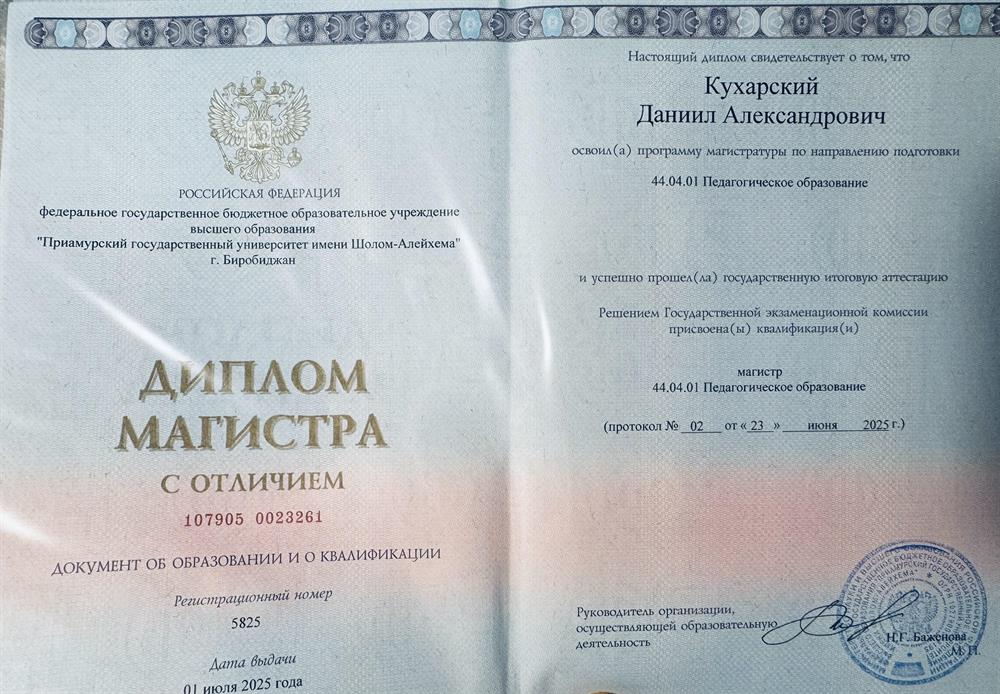 РОССИЙСКАЯ ФЕДЕРАЦИЯ
федеральное государственное бюджетное образовательное учреждение
высшего образования
"Приамурский государственный университет имени Шолом-Алейхема"
г. Биробиджан
ДИПЛОМ
МАГИСТРА
С ОТЛИЧИЕМ
107905 0023261
ДОКУМЕНТ ОБ ОБРАЗОВАНИИ И О КВАЛИФИКАЦИИ
Регистрационный номер
5825
Дата выдачи
01 июля 2025 года
Настоящий диплом свидетельствует о том, что
Кухарский
Даниил Александрович
освоил(а) программу магистратуры по направлению подготовки
44.04.01 Педагогическое образование
и успешно прошел(ла) государственную итоговую аттестацию
Решением Государственной экзаменационной комиссии
присвоена(ы) квалификация(и)
магистр
44.04.01 Педагогическое образование
(протокол № 02 от «23» июня 2025 г.)
Руководитель организации,
осуществляющей образовательную
деятельность
Н.Г. Баженова
М. П.